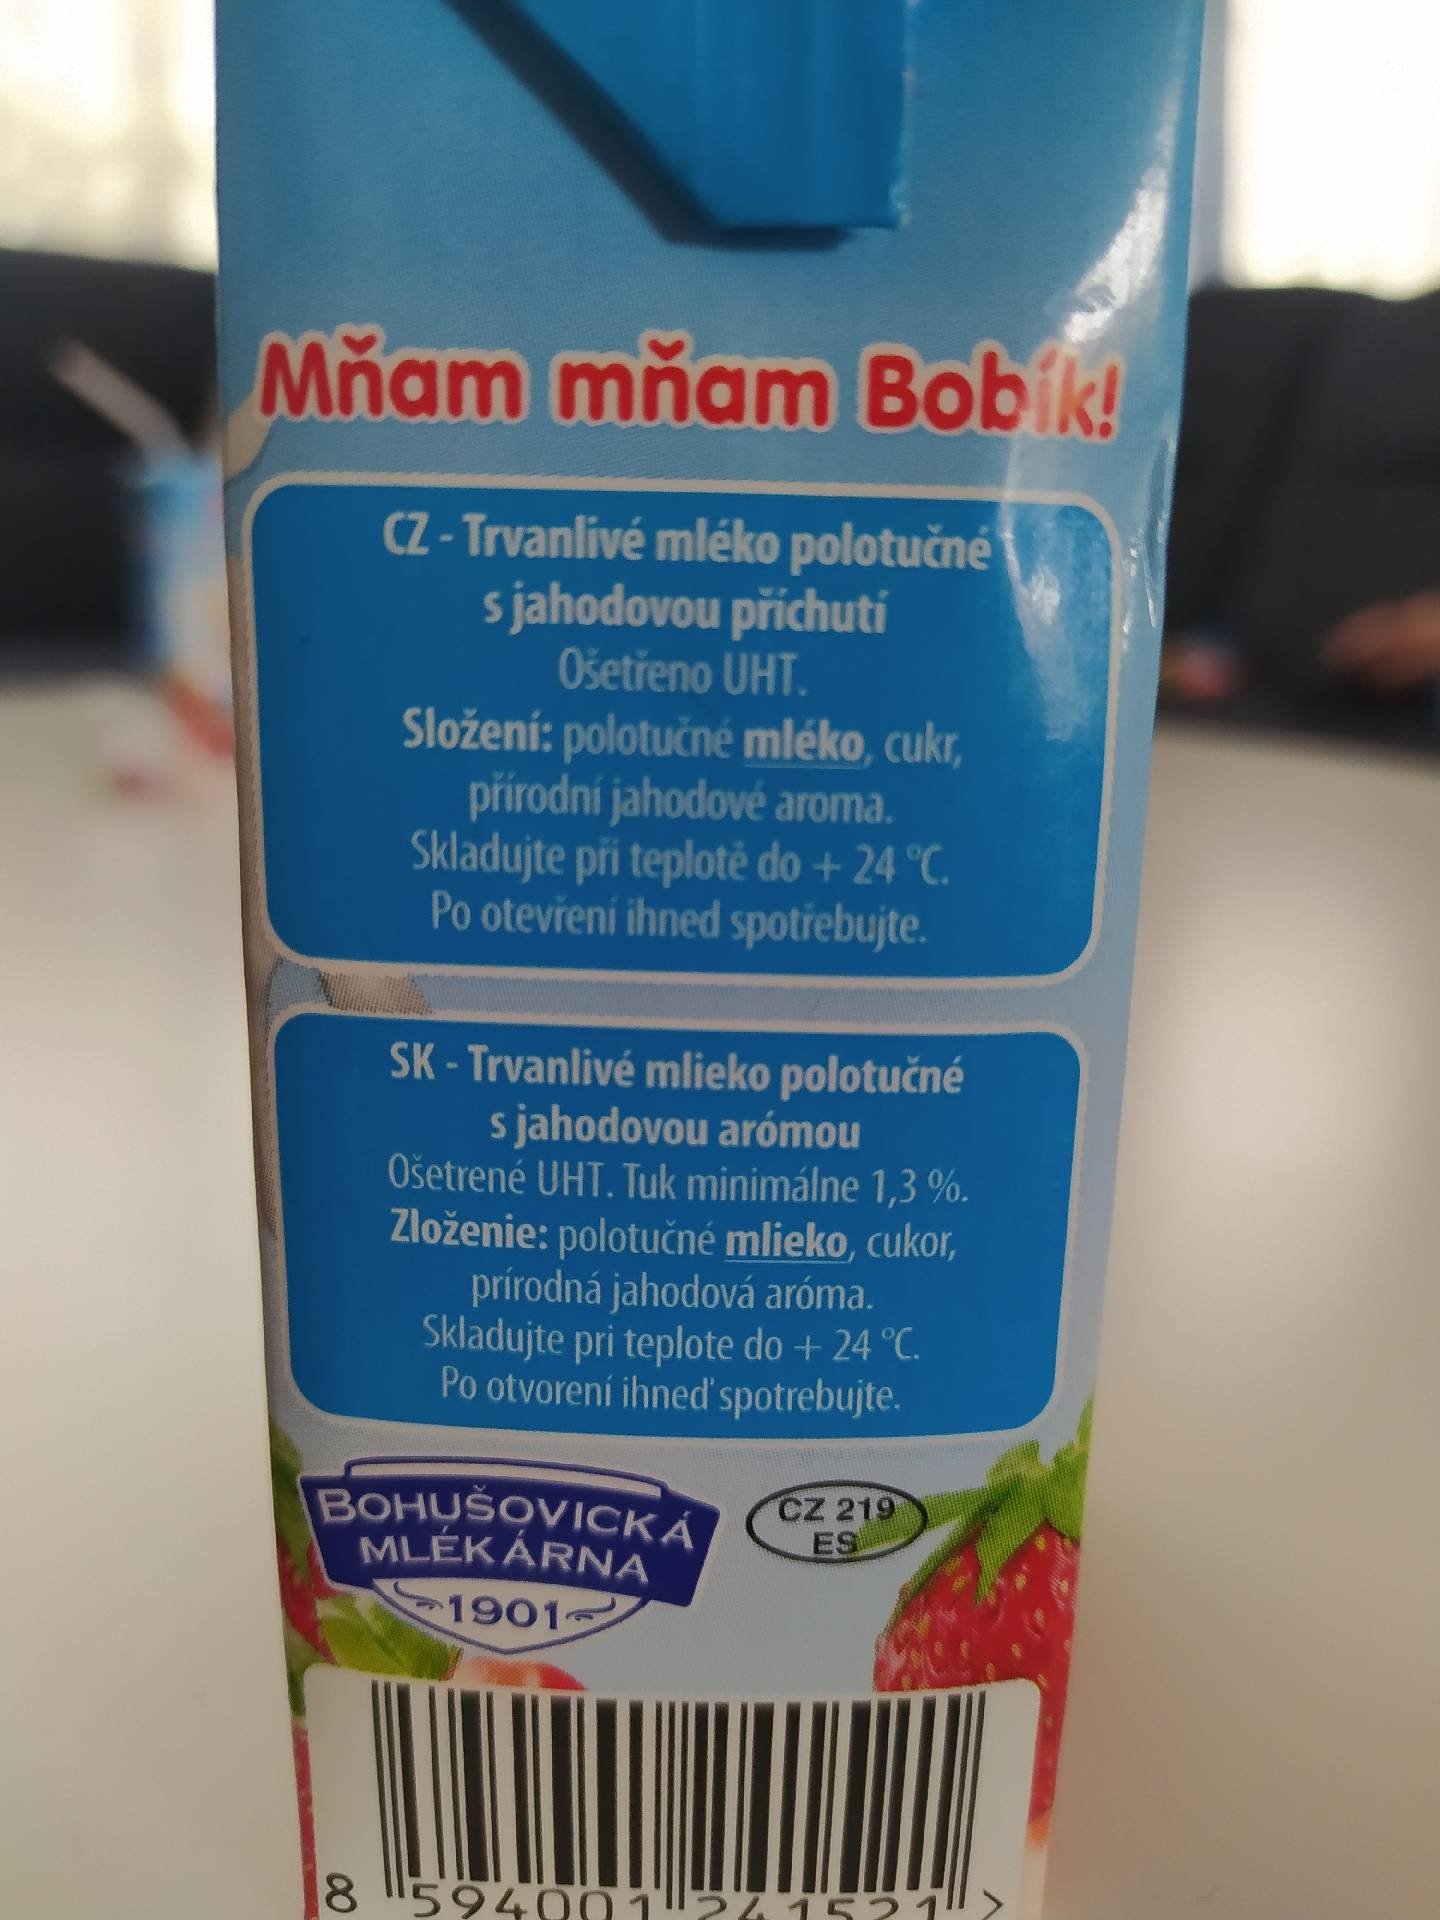 Mňam mňam Bobík!
CZ - Trvanlivé mléko polotučné
s jahodovou příchutí
Ošetřeno UHT.
Složení: polotučné mléko, cukr,
přírodní jahodové aroma.
Skladujte při teplotě do + 24 °C.
Po otevření ihned spotřebujte.
SK - Trvanlivé mlieko polotučné
s jahodovou arómou
Ošetrené UHT. Tuk minimálne 1,3 %.
Zloženie: polotučné mlieko, cukor,
prírodná jahodová aróma.
Skladujte pri teplote do + 24 °C.
Po otvorení ihneď spotrebujte.
BOHUŠOVICKÁ
MLÉKÁRNA
1901
CZ 219
ES
8 594001 241521 >